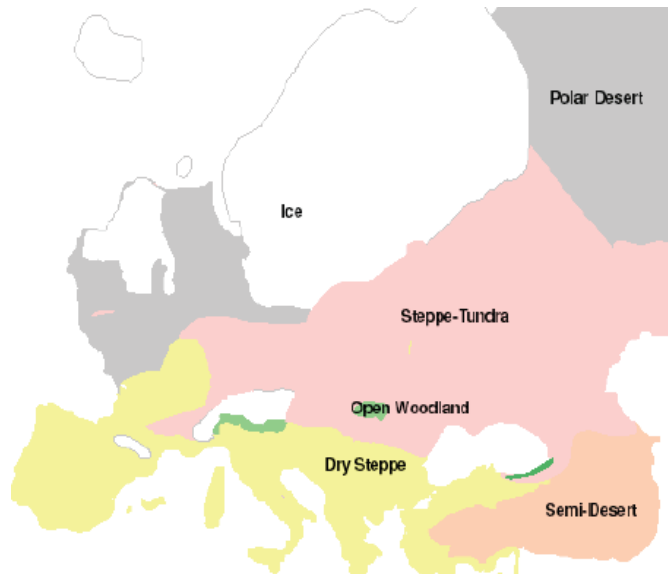 Polar Desert
Ice
Steppe-Tundra
Open Woodland
Dry Steppe
Semi-Desert